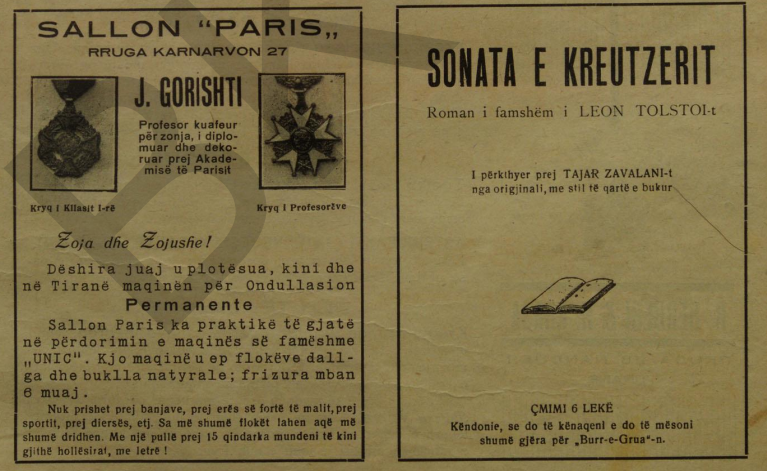 SALLON "PARIS„
RRUGA KARNARVON 27
J. GORISHTI
Profesor kuafeur
për zonja, i diplo-
muar dhe deko-
ruar prej Akade-
misë të Parisit
Kryq i Kllasit I-rë
Kryq i Profesorëve
Zoja dhe Zojushe!
Dëshira juaj u plotësua, kini dhe
në Tiranë maqinën për Ondullasion
Permanente
Sallon Paris ka praktikë të gjatë
në përdorimin e maqinës së famëshme
„UNIC". Kjo maqinë u ep flokëve dall-
ga dhe buklla natyrale; frizura mban
6 muaj.
Nuk prishet prej banjave, prej erës së fortë të malit, prej
sportit, prej diersës, etj. Sa më shumë flokët lahen aqë më
shumë dridhen. Me një pullë prej 15 qindarka mundeni të kini
gjithë hollësirat, me letrë!
SONATA E KREUTZERIT
Roman i famshëm i LEON TOLSTOI-t
I përkthyer prej TAJAR ZAVALANI-t
nga origjinali, me stil të qartë e bukur
ÇMIMI 6 LEKË
Këndonie, se do të kënaqeni e do të mësoni
shumë gjëra për „Burr-e-Grua"-n.